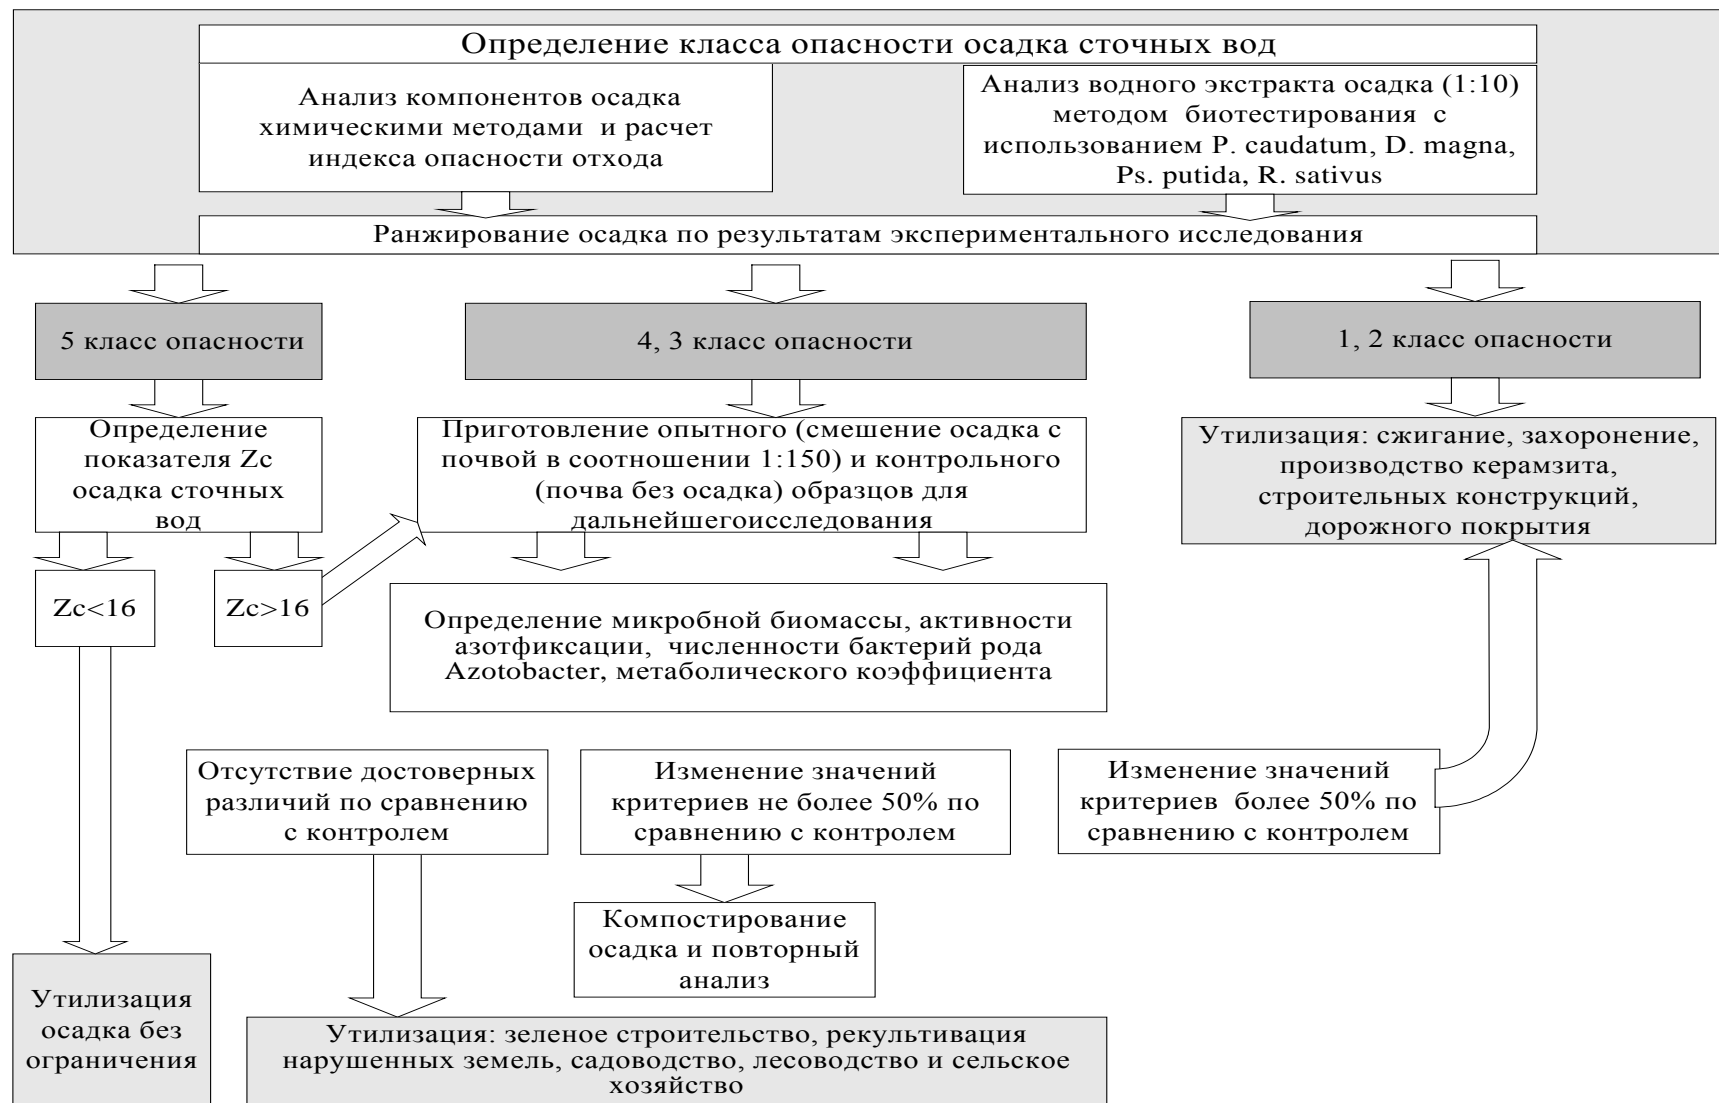 Определение класса опасности осадка сточных вод
Анализ компонентов осадка
химическими методами и расчет
индекса опасности отхода
Анализ водного экстракта осадка (1:10)
методом биотестирования с
использованием P. caudatum, D. magna,
Ps. putida, R. sativus
Ранжирование осадка по результатам экспериментального исследования
5 класс опасности
4, 3 класс опасности
1, 2 класс опасности
Определение
показателя Zc
осадка сточных
вод
Приготовление опытного (смешение осадка с
почвой в соотношении 1:150) и контрольного
(почва без осадка) образцов для
дальнейшегоисследования
Утилизация: сжигание, захоронение,
производство керамзита,
строительных конструкций,
дорожного покрытия
Zc<16
Zc>16
Определение микробной биомассы, активности
азотфиксации, численности бактерий рода
Azotobacter, метаболического коэффициента
Отсутствие достоверных
различий по сравнению
с контролем
Изменение значений
критериев не более 50% по
сравнению с контролем
Изменение значений
критериев более 50% по
сравнению с контролем
Компостирование
осадка и повторный
анализ
Утилизация
осадка без
ограничения
Утилизация: зеленое строительство, рекультивация
нарушенных земель, садоводство, лесоводство и сельское
хозяйство